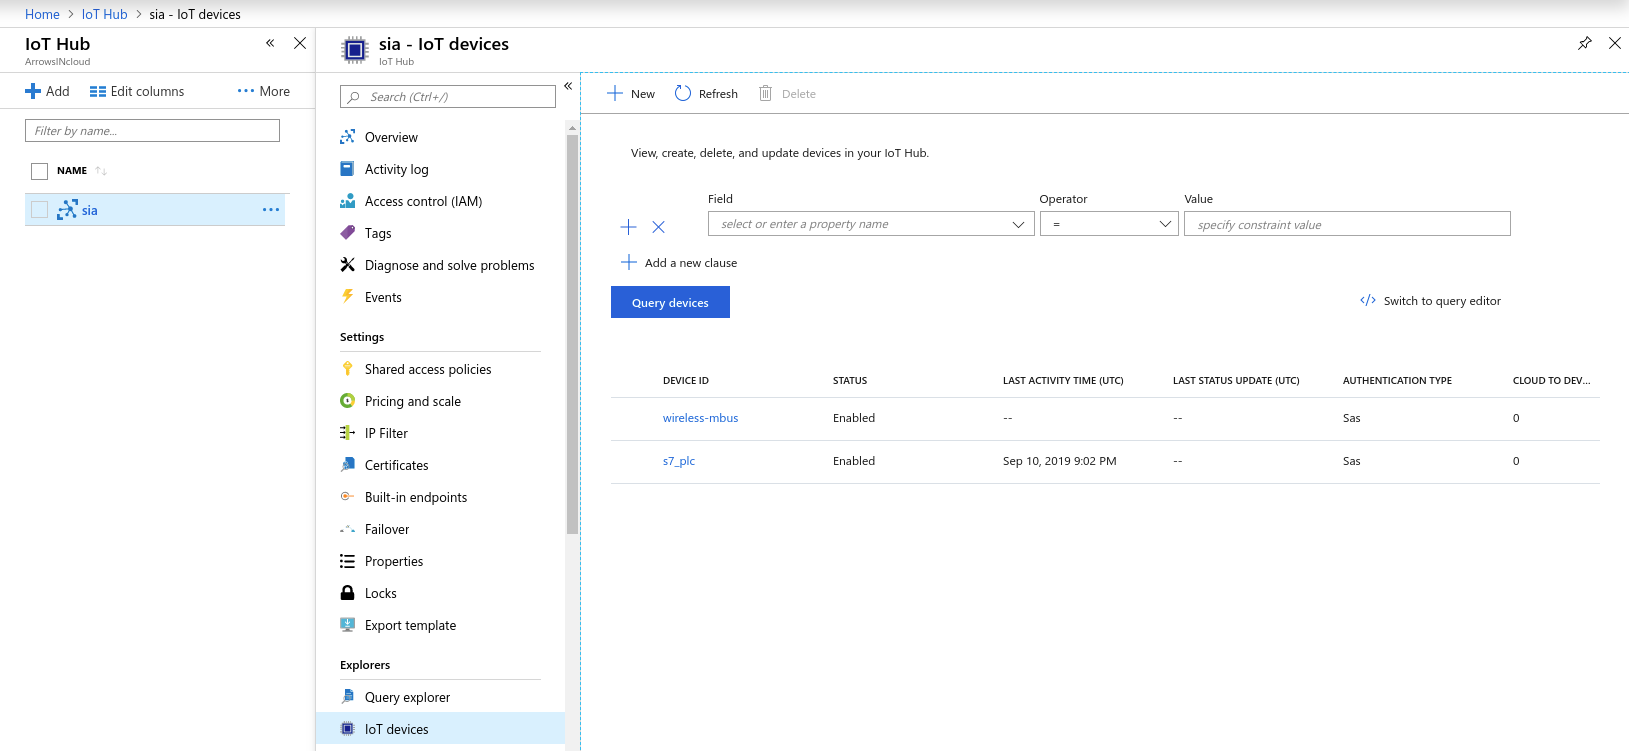 Home > IoT Hub > sia - IoT devices
IoT Hub
ArrowsINcloud
Add Edit columns More
Filter by name...
NAME
sia
sia - IoT devices
IoT Hub
Search (Ctrl+/)
Overview
Activity log
Access control (IAM)
Tags
Diagnose and solve problems
Events
Settings
Shared access policies
Pricing and scale
IP Filter
Certificates
Built-in endpoints
Failover
Properties
Locks
Export template
Explorers
Query explorer
IoT devices
New Refresh Delete
View, create, delete, and update devices in your IoT Hub.
Field Operator Value
select or enter a property name = specify constraint value
Add a new clause
Query devices
</> Switch to query editor
DEVICE ID STATUS LAST ACTIVITY TIME (UTC) LAST STATUS UPDATE (UTC) AUTHENTICATION TYPE CLOUD TO DEV...
wireless-mbus Enabled -- -- Sas 0
s7_plc Enabled Sep 10, 2019 9:02 PM -- Sas 0